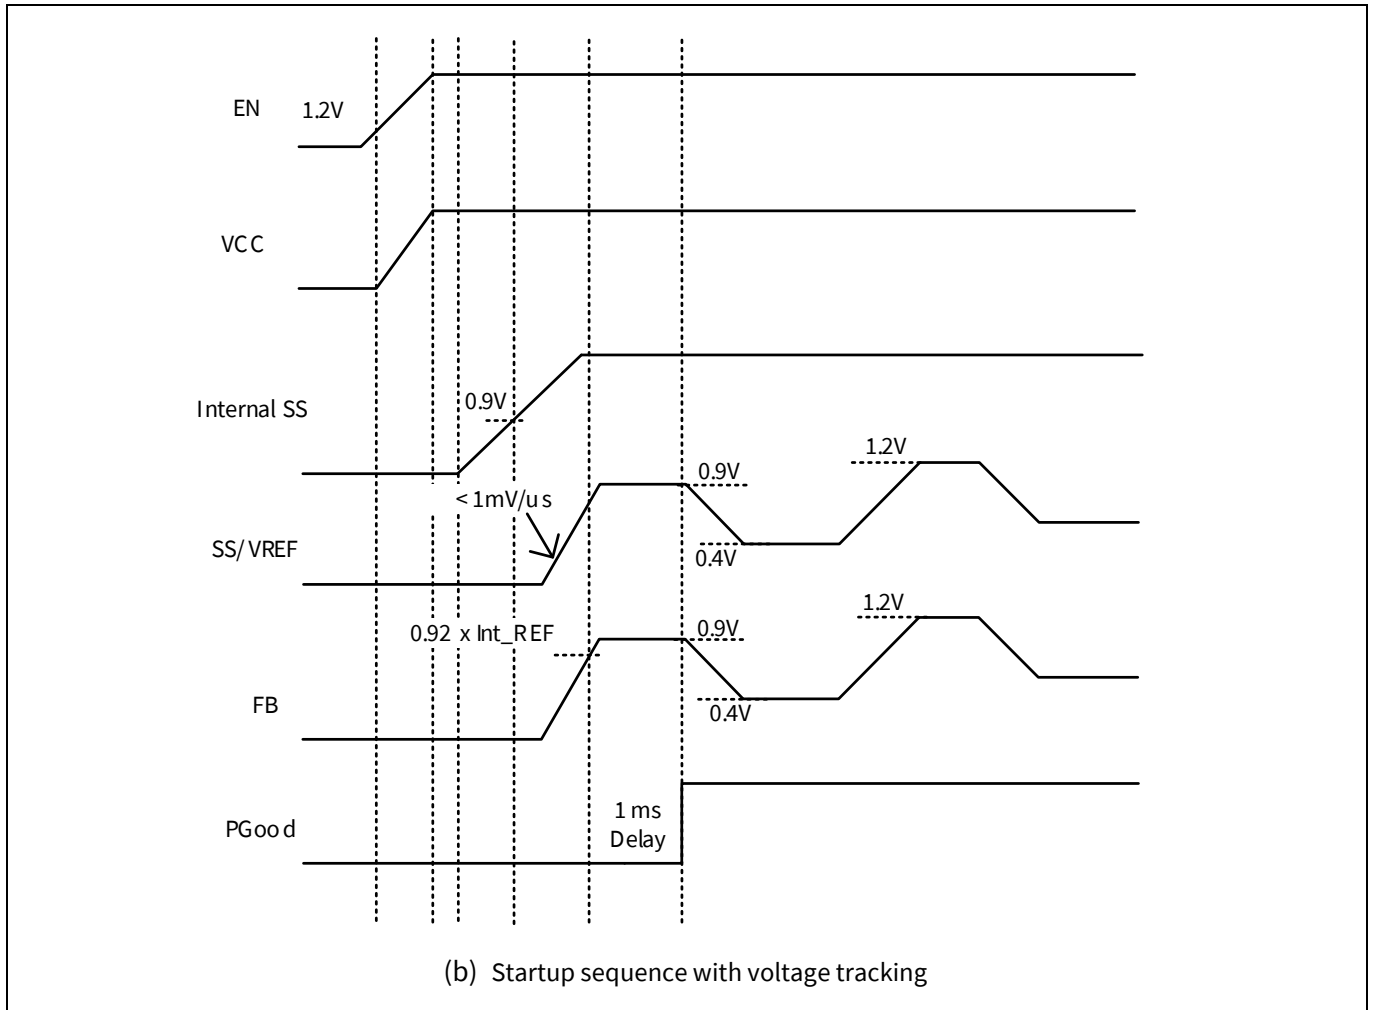 EN 1.2V
VCC
0.9V
Internal SS
1.2V
0.9V
< 1mV/us
SS/VREF
0.4V
1.2V
0.92 x Int_REF
0.9V
FB
0.4V
1 ms
Delay
PGood
(b) Startup sequence with voltage tracking